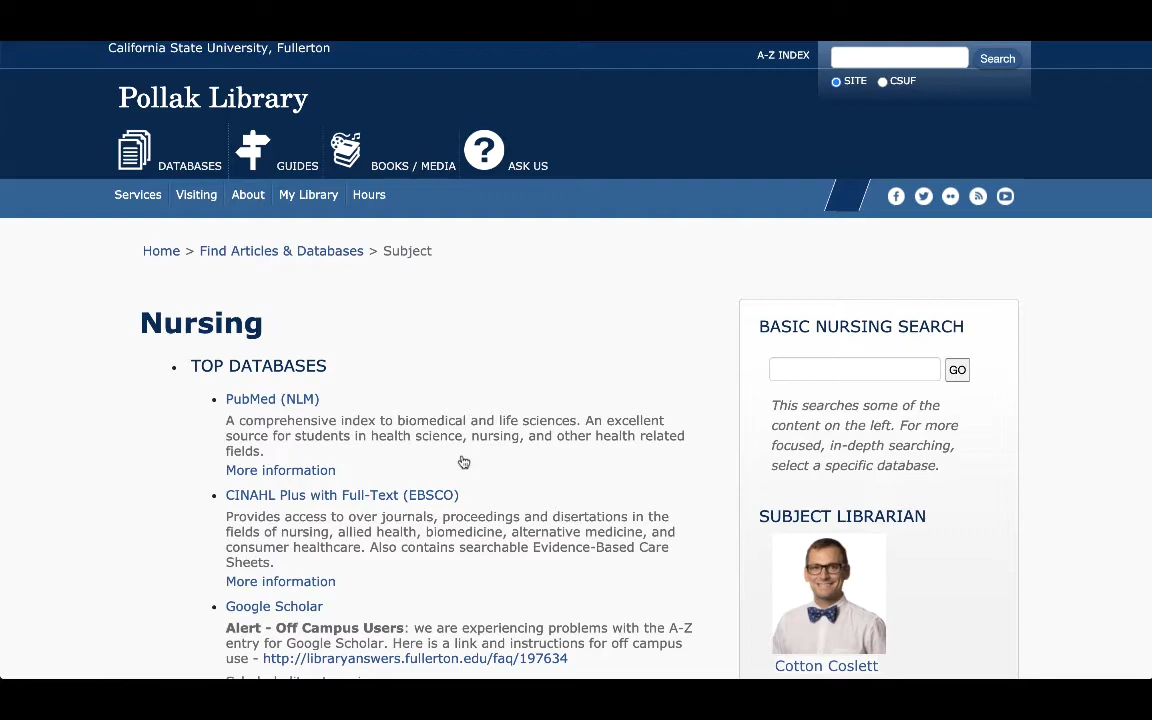 California State University, Fullerton
A-Z INDEX
Search
SITE
CSUF
Pollak Library
DATABASES
GUIDES
BOOKS / MEDIA
?
ASK US
Services
Visiting
About
My Library
Hours
Home > Find Articles & Databases > Subject
Nursing
TOP DATABASES
PubMed (NLM)
A comprehensive index to biomedical and life sciences. An excellent
source for students in health science, nursing, and other health related
fields.
More information
CINAHL Plus with Full-Text (EBSCO)
Provides access to over journals, proceedings and disertations in the
fields of nursing, allied health, biomedicine, alternative medicine, and
consumer healthcare. Also contains searchable Evidence-Based Care
Sheets.
More information
Google Scholar
Alert - Off Campus Users: we are experiencing problems with the A-Z
entry for Google Scholar. Here is a link and instructions for off campus
use - http://libraryanswers.fullerton.edu/faq/197634
BASIC NURSING SEARCH
GO
This searches some of the
content on the left. For more
focused, in-depth searching,
select a specific database.
SUBJECT LIBRARIAN
Cotton Coslett